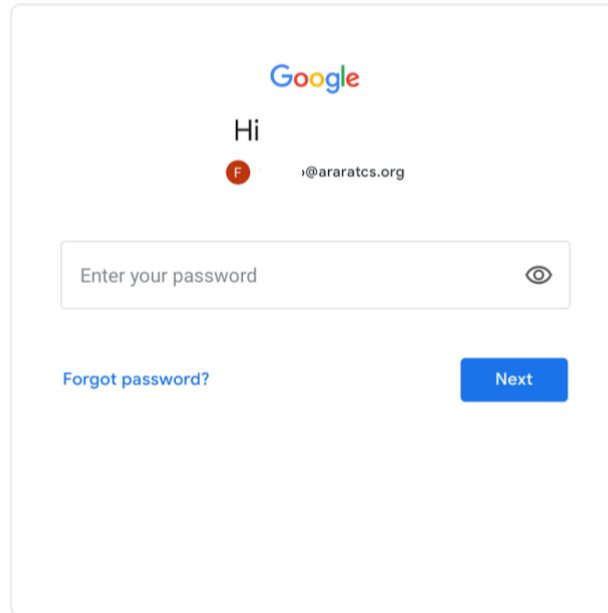 Google
Hi
F @araratcs.org
Enter your password
Forgot password?
Next